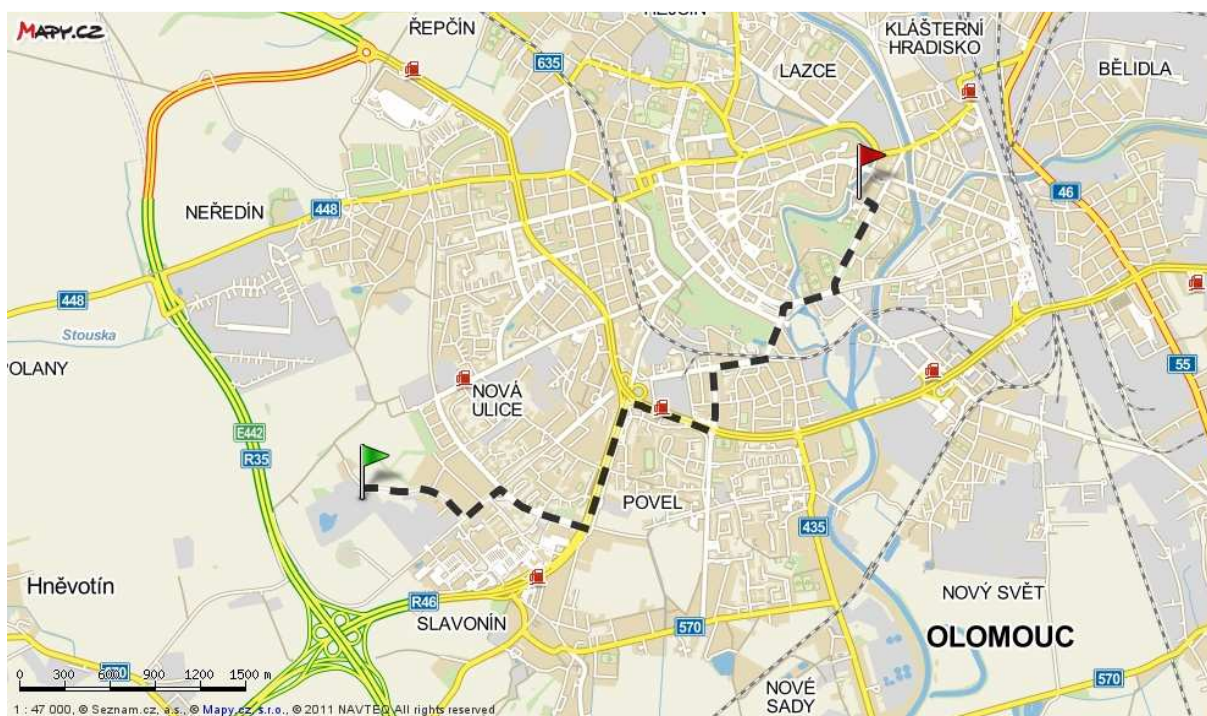 MAPY.CZ
ŘEPČÍN
KLÁŠTERNÍ
HRADISKO
635
LAZCE
BĚLIDLA
46
NEŘEDÍN
448
448
Stouska
POLANY
NOVÁ
ULICE
55
E442
R35
POVEL
435
Hněvotín
R46
SLAVONÍN
NOVÝ SVĚT
570
OLOMOUC
570
570
NOVÉ
SADY
0 300 600 900 1200 1500 m
1 : 47 000, © Seznam.cz, a.s., © Mapy.cz, s.r.o., © 2011 NAVTEQ All rights reserved